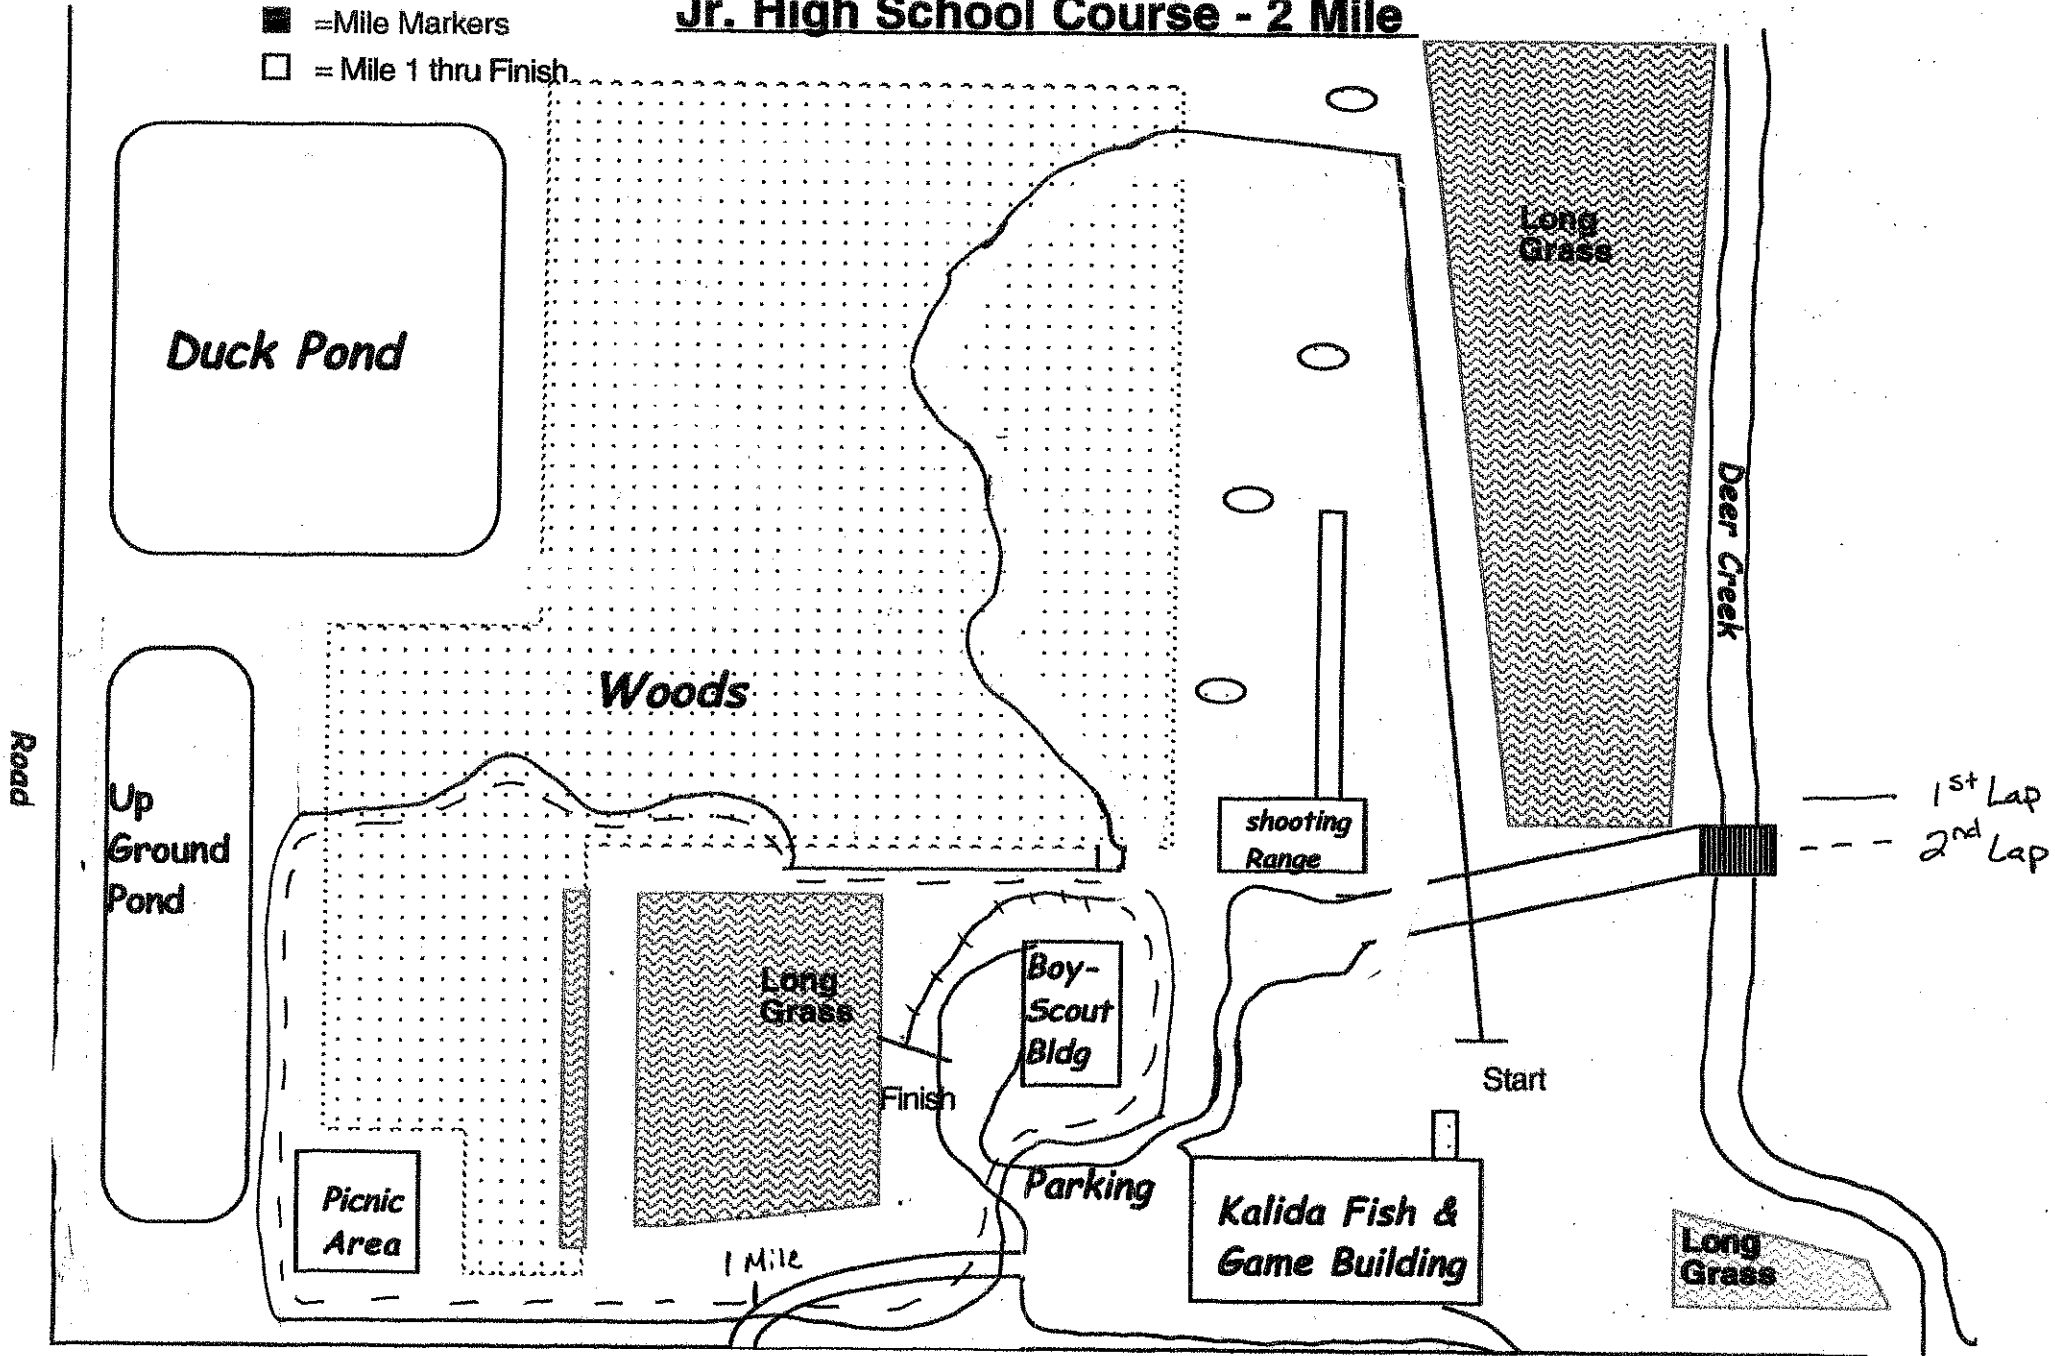 Jr. High School Course - 2 Mile
=Mile Markers
= Mile 1 thru Finish
Long
Grass
Duck Pond
Deer Creek
Woods
Road
Up
Ground
Pond
shooting
Range
1st Lap
2nd Lap
Long
Grass
Boy-
Scout
Bldg
Start
Finish
Picnic
Area
Parking
Kalida Fish &
Game Building
1 Mile
Long
Grass